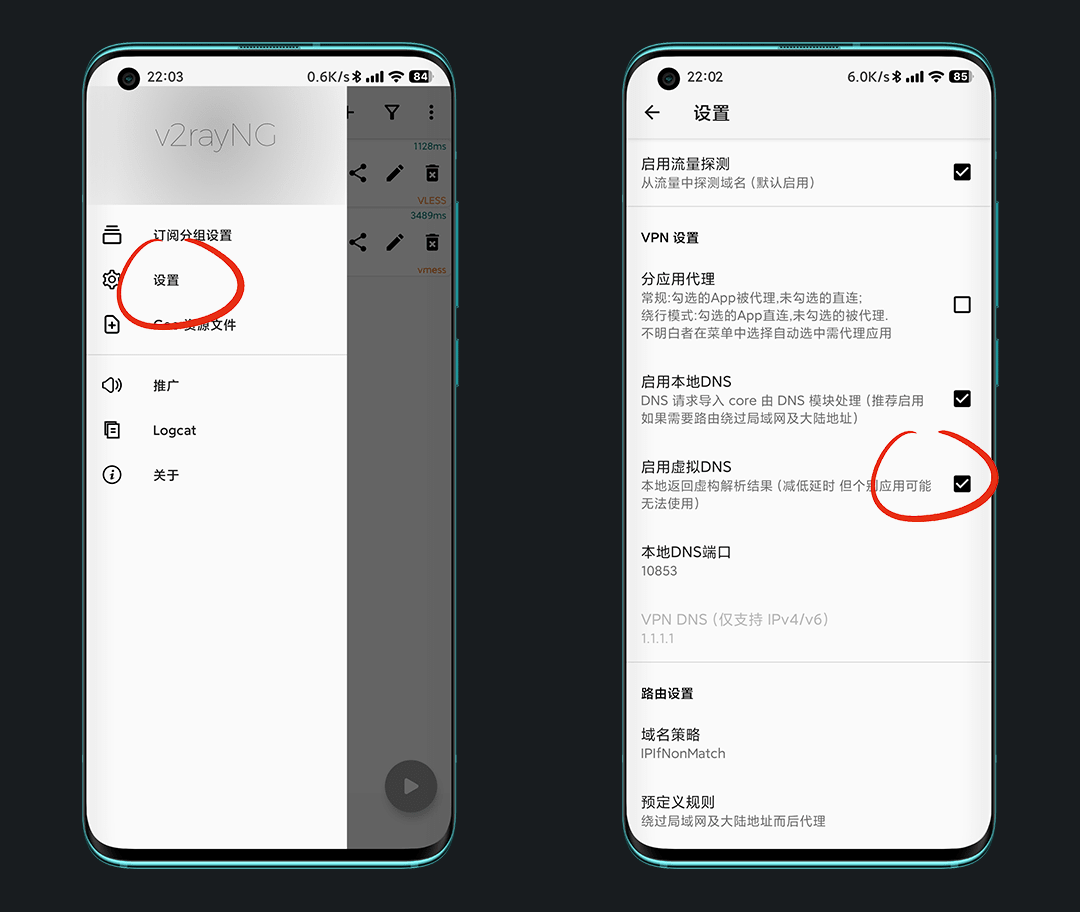 22:03
0.6K/s
84
v2rayNG
1128ms
VLESS
3489ms
vmess
订阅分组设置
设置
Geo 资源文件
推广
Logcat
关于
22:02
6.0K/s
85
设置
启用流量探测
从流量中探测域名 (默认启用)
VPN 设置
分应用代理
常规:勾选的App被代理,未勾选的直连;
绕行模式:勾选的App直连,未勾选的被代理.
不明白者在菜单中选择自动选中需代理应用
启用本地DNS
DNS 请求导入 core 由 DNS 模块处理 (推荐启用
如果需要路由绕过局域网及大陆地址)
启用虚拟DNS
本地返回虚构解析结果 (减低延时 但个别应用可能
无法使用)
本地DNS端口
10853
VPN DNS (仅支持 IPv4/v6)
1.1.1.1
路由设置
域名策略
IPIfNonMatch
预定义规则
绕过局域网及大陆地址而后代理